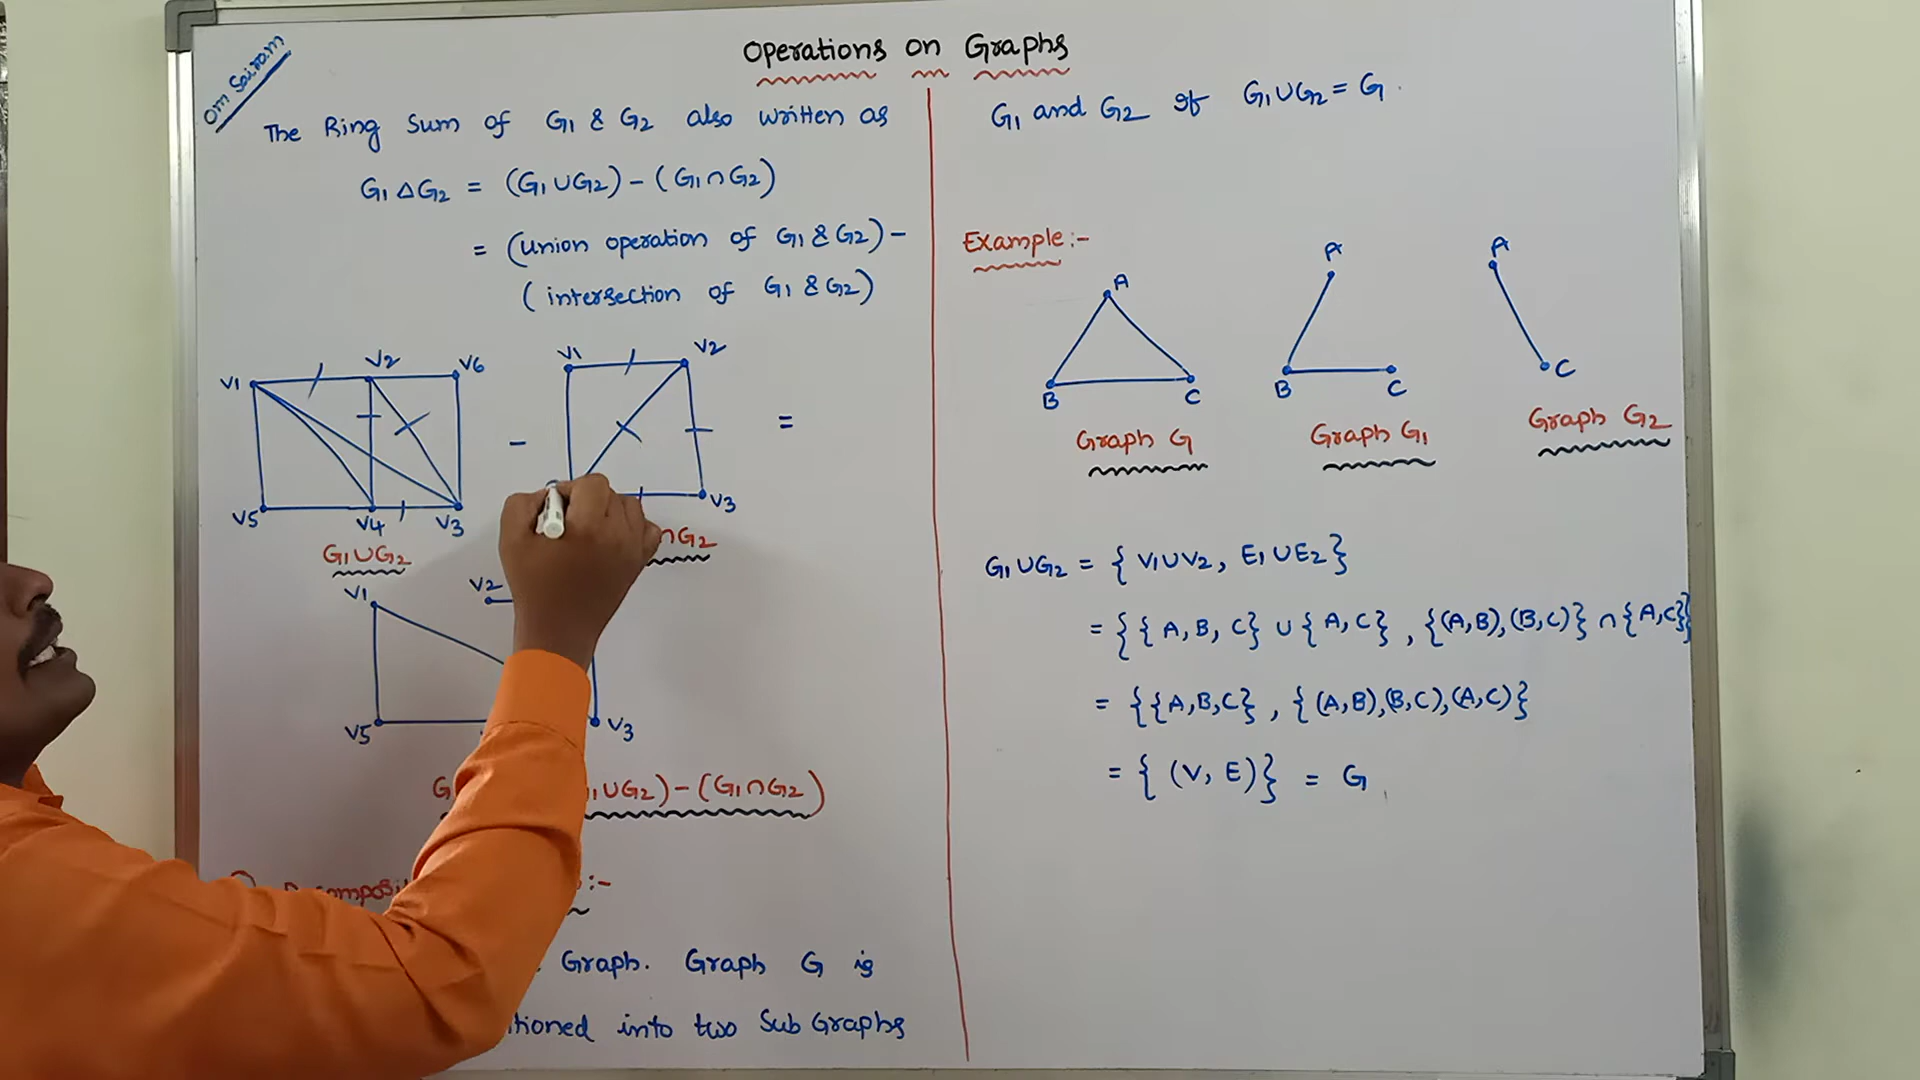 Om Sairam
Operations on Graphs
The Ring Sum of G1 & G2 also written as
G1 Δ G2 = (G1 ∪ G2) - (G1 ∩ G2)
= (union operation of G1 & G2) -
(intersection of G1 & G2)
V1 V2 V6
V5 V4 V3
G1 ∪ G2
-
V1 V2
V3
∩ G2
=
V1 V2
V5 V3
G 1 ∪ G2) - (G1 ∩ G2)
:-
Graph. Graph G is
into two Sub Graphs
G1 and G2 if G1 ∪ G2 = G.
Example:-
A
B C
Graph G
A
B C
Graph G1
A
C
Graph G2
G1 ∪ G2 = { V1 ∪ V2, E1 ∪ E2 }
= { { A, B, C} ∪ { A, C} , {(A,B),(B,C)} ∩ {A,C}}
= {{A,B,C} , {(A,B),(B,C),(A,C)}
= { (V, E)} = G